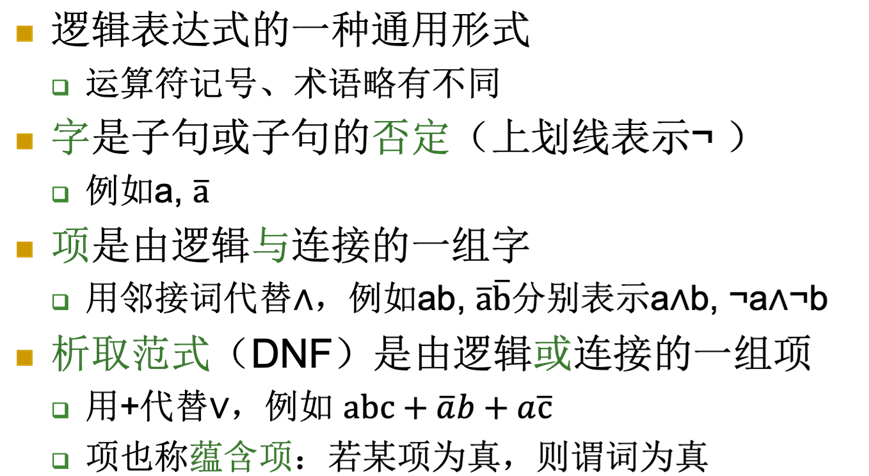 逻辑表达式的一种通用形式
运算符记号、术语略有不同
字是子句或子句的否定（上划线表示¬ ）
例如a, a̅
项是由逻辑与连接的一组字
用邻接词代替∧，例如ab, a̅b̅分别表示a∧b, ¬a∧¬b
析取范式（DNF）是由逻辑或连接的一组项
用+代替∨，例如 abc + a̅b + ac̅
项也称蕴含项：若某项为真，则谓词为真